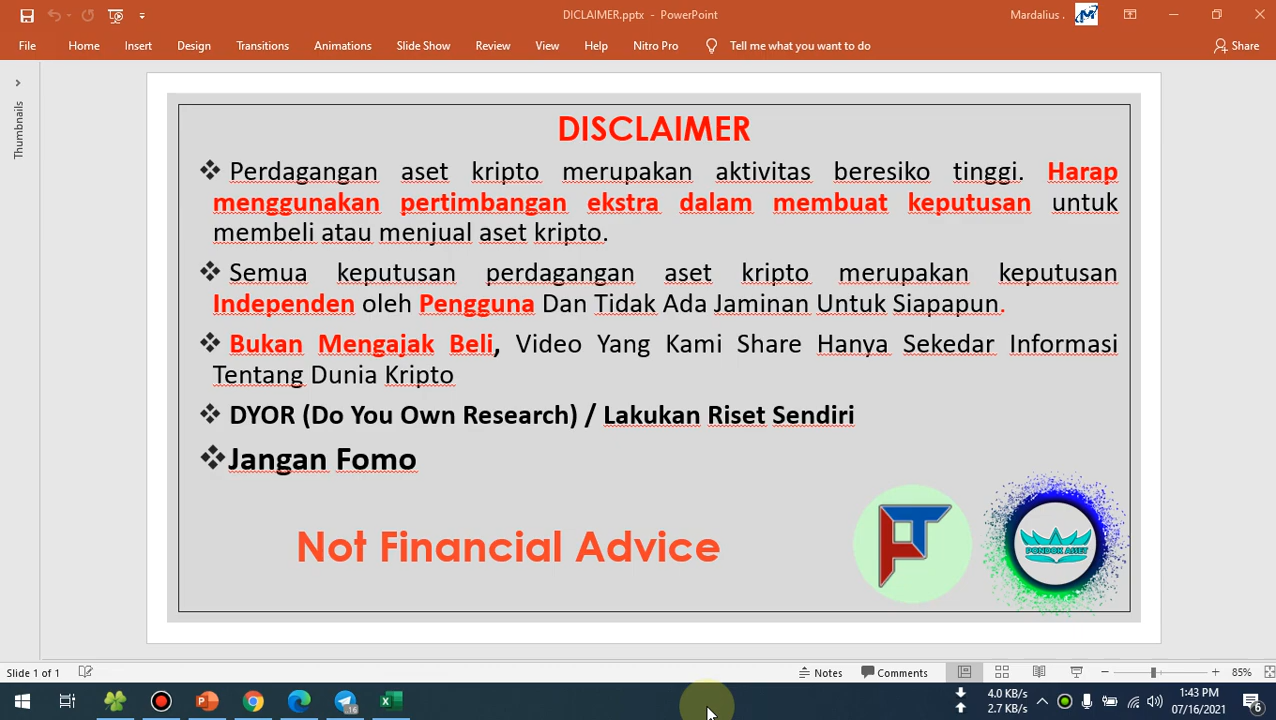 DICLAIMER.pptx - PowerPoint
Mardalius .
File Home Insert Design Transitions Animations Slide Show Review View Help Nitro Pro Tell me what you want to do Share
Thumbnails
DISCLAIMER
Perdagangan aset kripto merupakan aktivitas beresiko tinggi. Harap
menggunakan pertimbangan ekstra dalam membuat keputusan untuk
membeli atau menjual aset kripto.
Semua keputusan perdagangan aset kripto merupakan keputusan
Independen oleh Pengguna Dan Tidak Ada Jaminan Untuk Siapapun.
Bukan Mengajak Beli, Video Yang Kami Share Hanya Sekedar Informasi
Tentang Dunia Kripto
DYOR (Do You Own Research) / Lakukan Riset Sendiri
Jangan Fomo
Not Financial Advice
PONDOK ASSET
Slide 1 of 1
Notes
Comments
85%
16
4.0 KB/s
2.7 KB/s
1:43 PM
07/16/2021
6